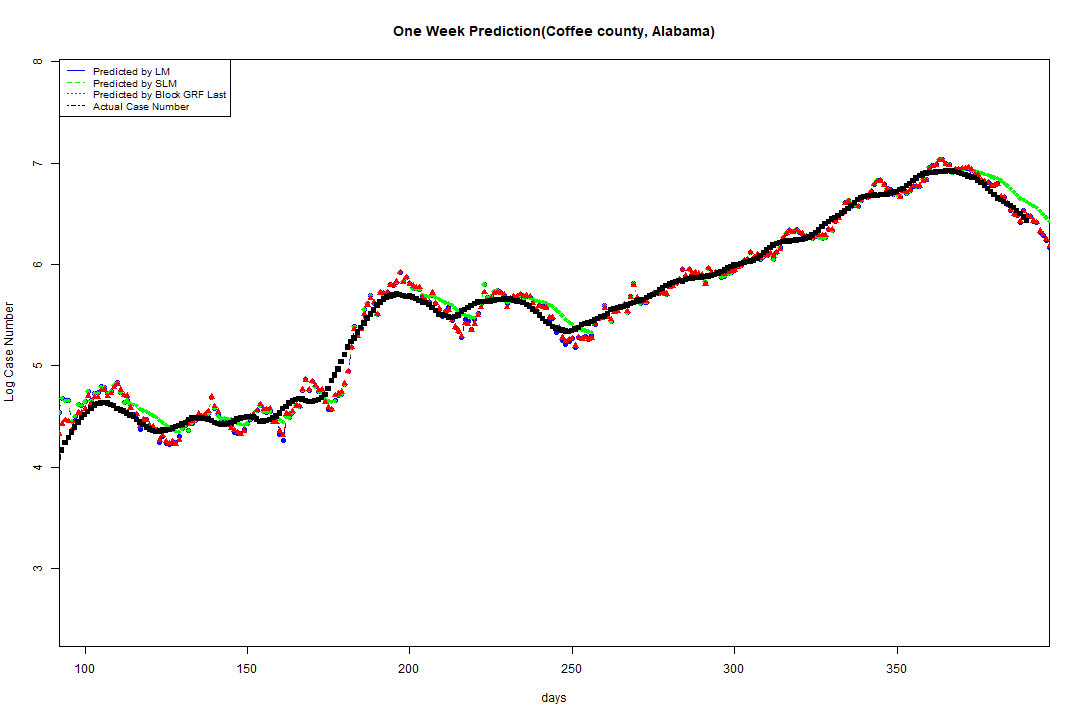 One Week Prediction(Coffee county, Alabama)
Predicted by LM
Predicted by SLM
Predicted by Block GRF Last
Actual Case Number
8
7
6
5
4
3
Log Case Number
100 150 200 250 300 350
days